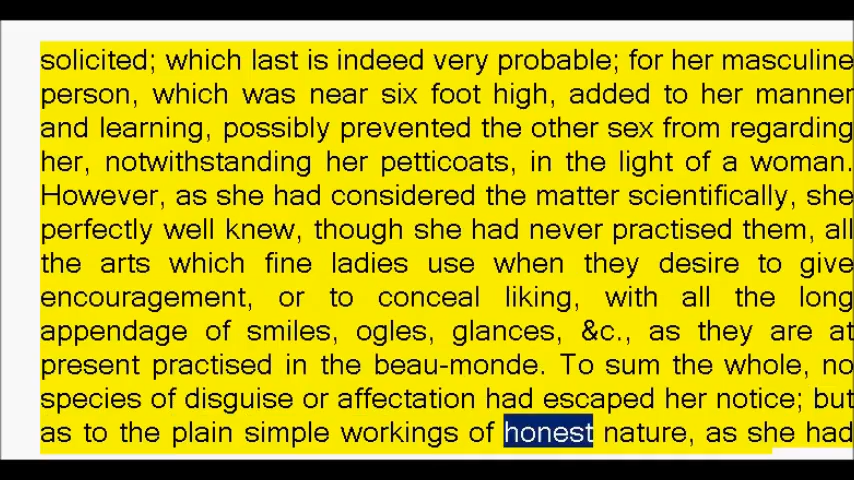 solicited; which last is indeed very probable; for her masculine
person, which was near six foot high, added to her manner
and learning, possibly prevented the other sex from regarding
her, notwithstanding her petticoats, in the light of a woman.
However, as she had considered the matter scientifically, she
perfectly well knew, though she had never practised them, all
the arts which fine ladies use when they desire to give
encouragement, or to conceal liking, with all the long
appendage of smiles, ogles, glances, &c., as they are at
present practised in the beau-monde. To sum the whole, no
species of disguise or affectation had escaped her notice; but
as to the plain simple workings of honest nature, as she had